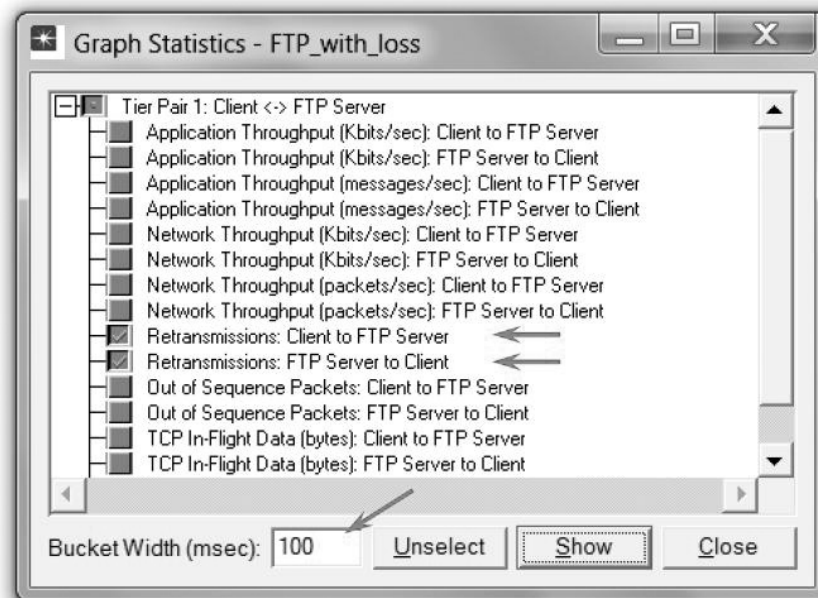 Graph Statistics - FTP_with_loss
Tier Pair 1: Client <-> FTP Server
Application Throughput (Kbits/sec): Client to FTP Server
Application Throughput (Kbits/sec): FTP Server to Client
Application Throughput (messages/sec): Client to FTP Server
Application Throughput (messages/sec): FTP Server to Client
Network Throughput (Kbits/sec): Client to FTP Server
Network Throughput (Kbits/sec): FTP Server to Client
Network Throughput (packets/sec): Client to FTP Server
Network Throughput (packets/sec): FTP Server to Client
Retransmissions: Client to FTP Server
Retransmissions: FTP Server to Client
Out of Sequence Packets: Client to FTP Server
Out of Sequence Packets: FTP Server to Client
TCP In-Flight Data (bytes): Client to FTP Server
TCP In-Flight Data (bytes): FTP Server to Client
Bucket Width (msec): 100 Unselect Show Close